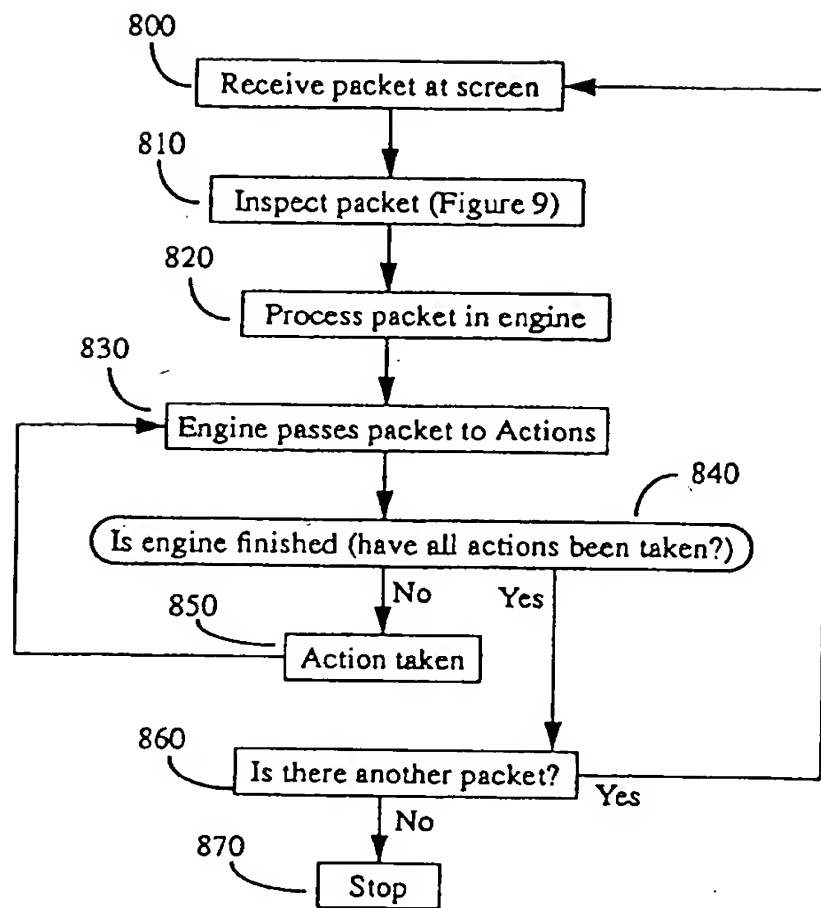 800
Receive packet at screen
810
Inspect packet (Figure 9)
820
Process packet in engine
830
Engine passes packet to Actions
840
Is engine finished (have all actions been taken?)
No
Yes
850
Action taken
860
Is there another packet?
Yes
No
870
Stop